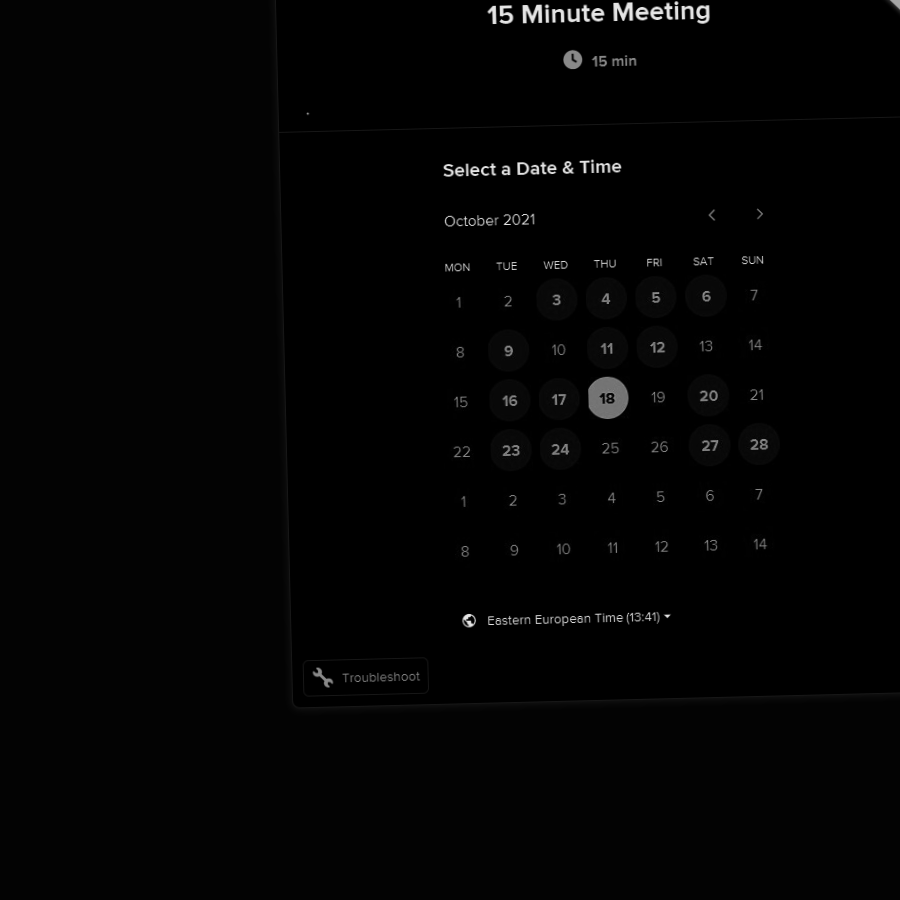 15 Minute Meeting
15 min
Select a Date & Time
October 2021
MON TUE WED THU FRI SAT SUN
1 2 3 4 5 6 7
8 9 10 11 12 13 14
15 16 17 18 19 20 21
22 23 24 25 26 27 28
1 2 3 4 5 6 7
8 9 10 11 12 13 14
Eastern European Time (13:41)
Troubleshoot